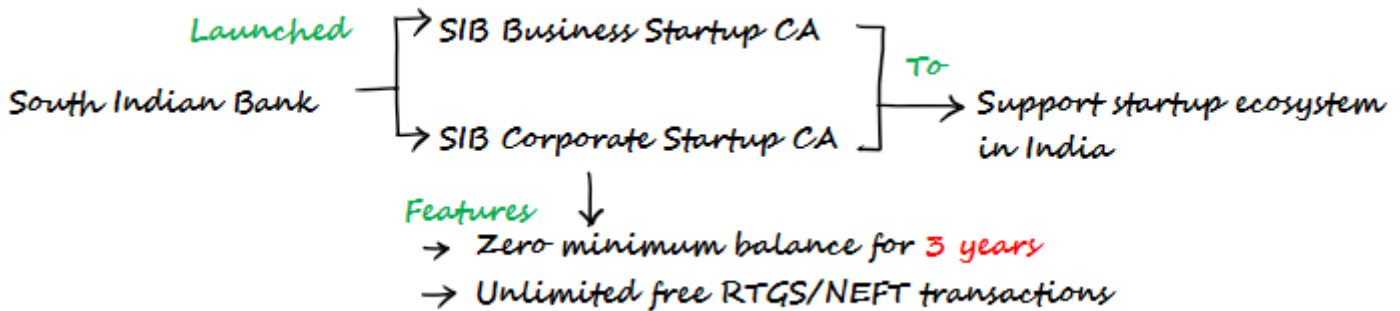 Launched
SIB Business Startup CA
To
South Indian Bank
Support startup ecosystem
in India
SIB Corporate Startup CA
Features
→ Zero minimum balance for 3 years
→ Unlimited free RTGS/NEFT transactions